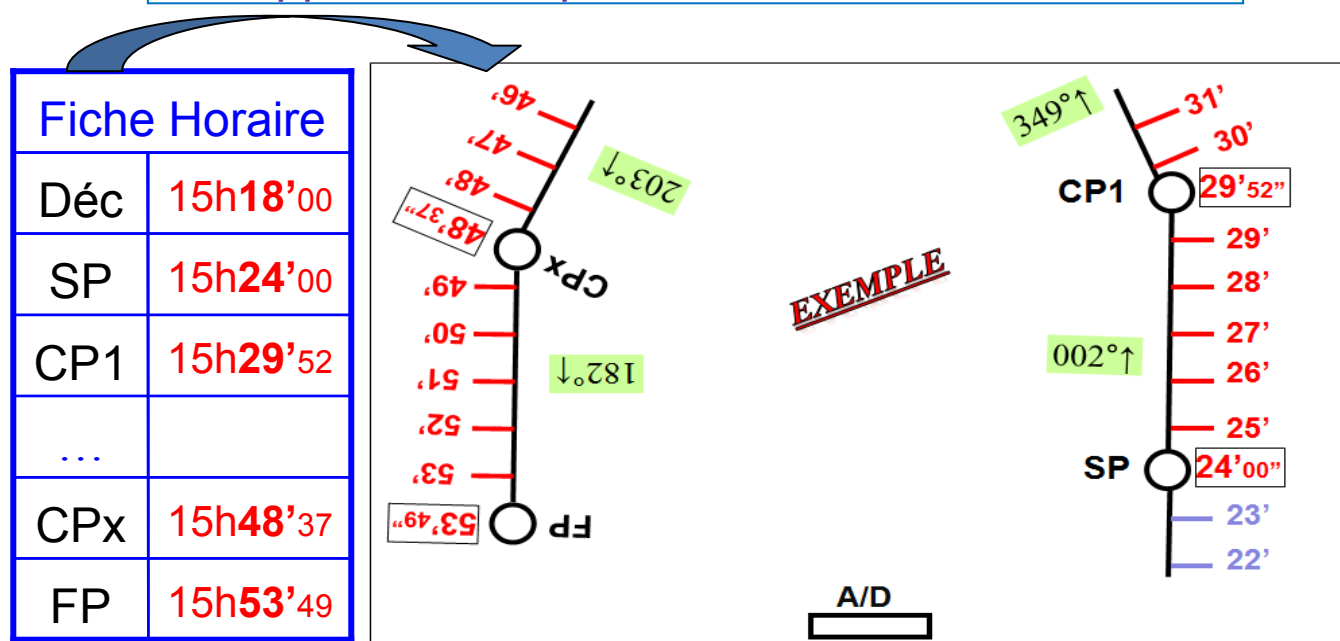 Fiche Horaire
Déc 15h18'00
SP 15h24'00
CP1 15h29'52
...
CPx 15h48'37
FP 15h53'49
46'
47'
48'
48'37"
CPx
49'
50'
51'
52'
53'
53'49"
FP
203°↑
182°↑
EXEMPLE
349°↑
31'
30'
CP1 29'52"
29'
28'
27'
002°↑
26'
25'
SP 24'00"
23'
22'
A/D